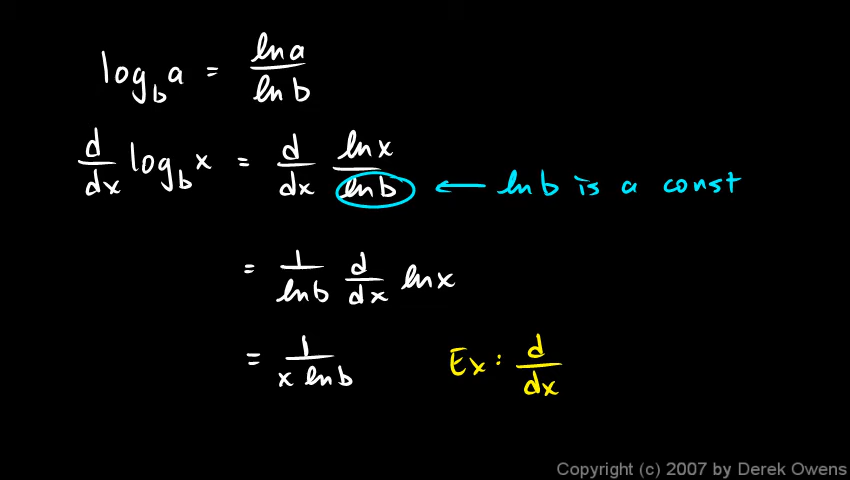 log_b a = ln a / ln b
d/dx log_b x = d/dx ln x / ln b ← ln b is a const
= 1/ln b d/dx ln x
= 1 / x ln b Ex: d/dx
Copyright (c) 2007 by Derek Owens